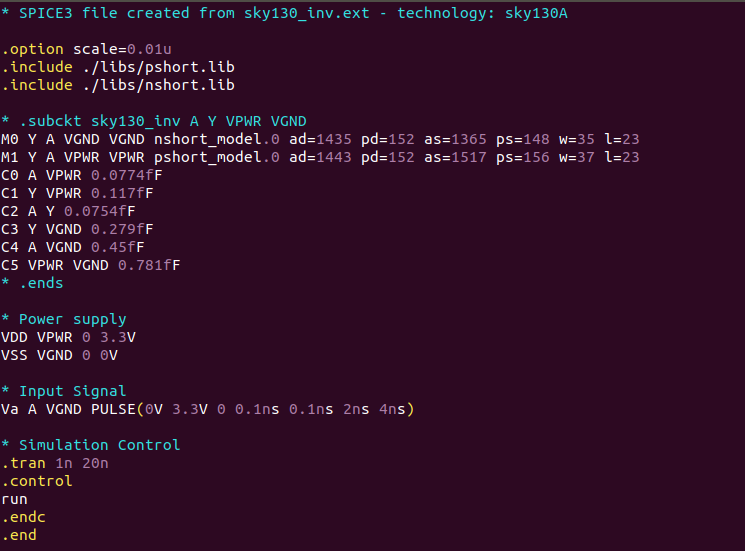 * SPICE3 file created from sky130_inv.ext - technology: sky130A
.option scale=0.01u
.include ./libs/pshort.lib
.include ./libs/nshort.lib
* .subckt sky130_inv A Y VPWR VGND
M0 Y A VGND VGND nshort_model.0 ad=1435 pd=152 as=1365 ps=148 w=35 l=23
M1 Y A VPWR VPWR pshort_model.0 ad=1443 pd=152 as=1517 ps=156 w=37 l=23
C0 A VPWR 0.0774fF
C1 Y VPWR 0.117fF
C2 A Y 0.0754fF
C3 Y VGND 0.279fF
C4 A VGND 0.45fF
C5 VPWR VGND 0.781fF
* .ends
* Power supply
VDD VPWR 0 3.3V
VSS VGND 0 0V
* Input Signal
Va A VGND PULSE(0V 3.3V 0 0.1ns 0.1ns 2ns 4ns)
* Simulation Control
.tran 1n 20n
.control
run
.endc
.end